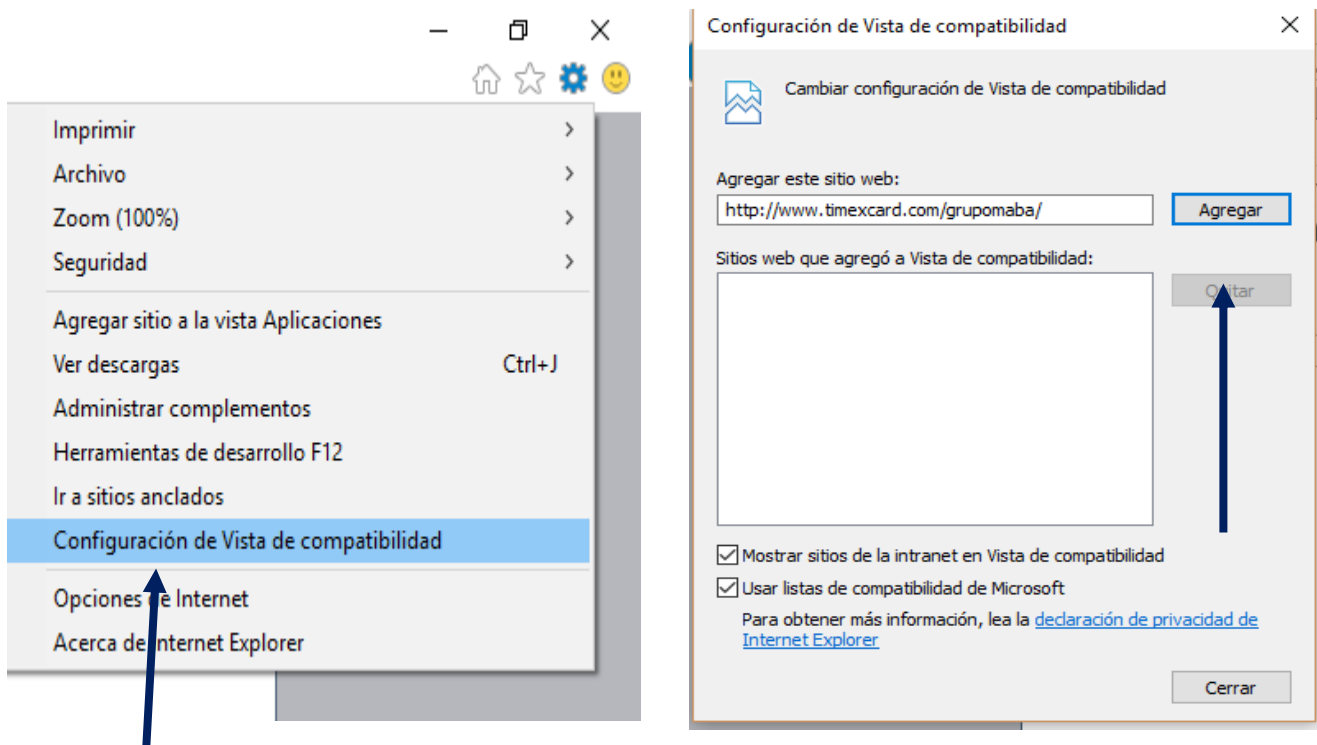 Imprimir
Archivo
Zoom (100%)
Seguridad
Agregar sitio a la vista Aplicaciones
Ver descargas Ctrl+J
Administrar complementos
Herramientas de desarrollo F12
Ir a sitios anclados
Configuración de Vista de compatibilidad
Opciones de Internet
Acerca de Internet Explorer
Configuración de Vista de compatibilidad
Cambiar configuración de Vista de compatibilidad
Agregar este sitio web:
http://www.timexcard.com/grupomaba/ Agregar
Sitios web que agregó a Vista de compatibilidad:
Quitar
Mostrar sitios de la intranet en Vista de compatibilidad
Usar listas de compatibilidad de Microsoft
Para obtener más información, lea la declaración de privacidad de
Internet Explorer
Cerrar